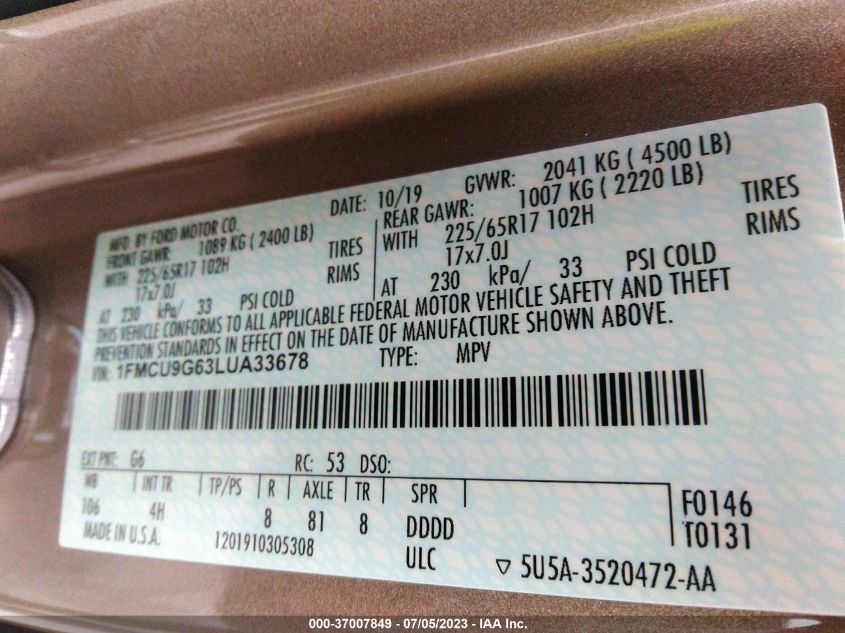 MFD. BY FORD MOTOR CO. DATE: 10/19 GVWR: 2041 KG ( 4500 LB)
FRONT GAWR: 1089 KG ( 2400 LB) REAR GAWR: 1007 KG ( 2220 LB)
WITH 225/65R17 102H TIRES WITH 225/65R17 102H TIRES
17x7.0J RIMS 17x7.0J RIMS
AT 230 kPa/ 33 PSI COLD AT 230 kPa/ 33 PSI COLD
THIS VEHICLE CONFORMS TO ALL APPLICABLE FEDERAL MOTOR VEHICLE SAFETY AND THEFT
PREVENTION STANDARDS IN EFFECT ON THE DATE OF MANUFACTURE SHOWN ABOVE.
VIN: 1FMCU9G63LUA33678 TYPE: MPV
EXT PNT: G6 RC: 53 DSO:
WB INT TR TP/PS R AXLE TR SPR
106 4H 8 81 8 DDDD
F0146
T0131
MADE IN U.S.A. 1201910305308 ULC
▽ 5U5A-3520472-AA
000-37007849 - 07/05/2023 - IAA Inc.